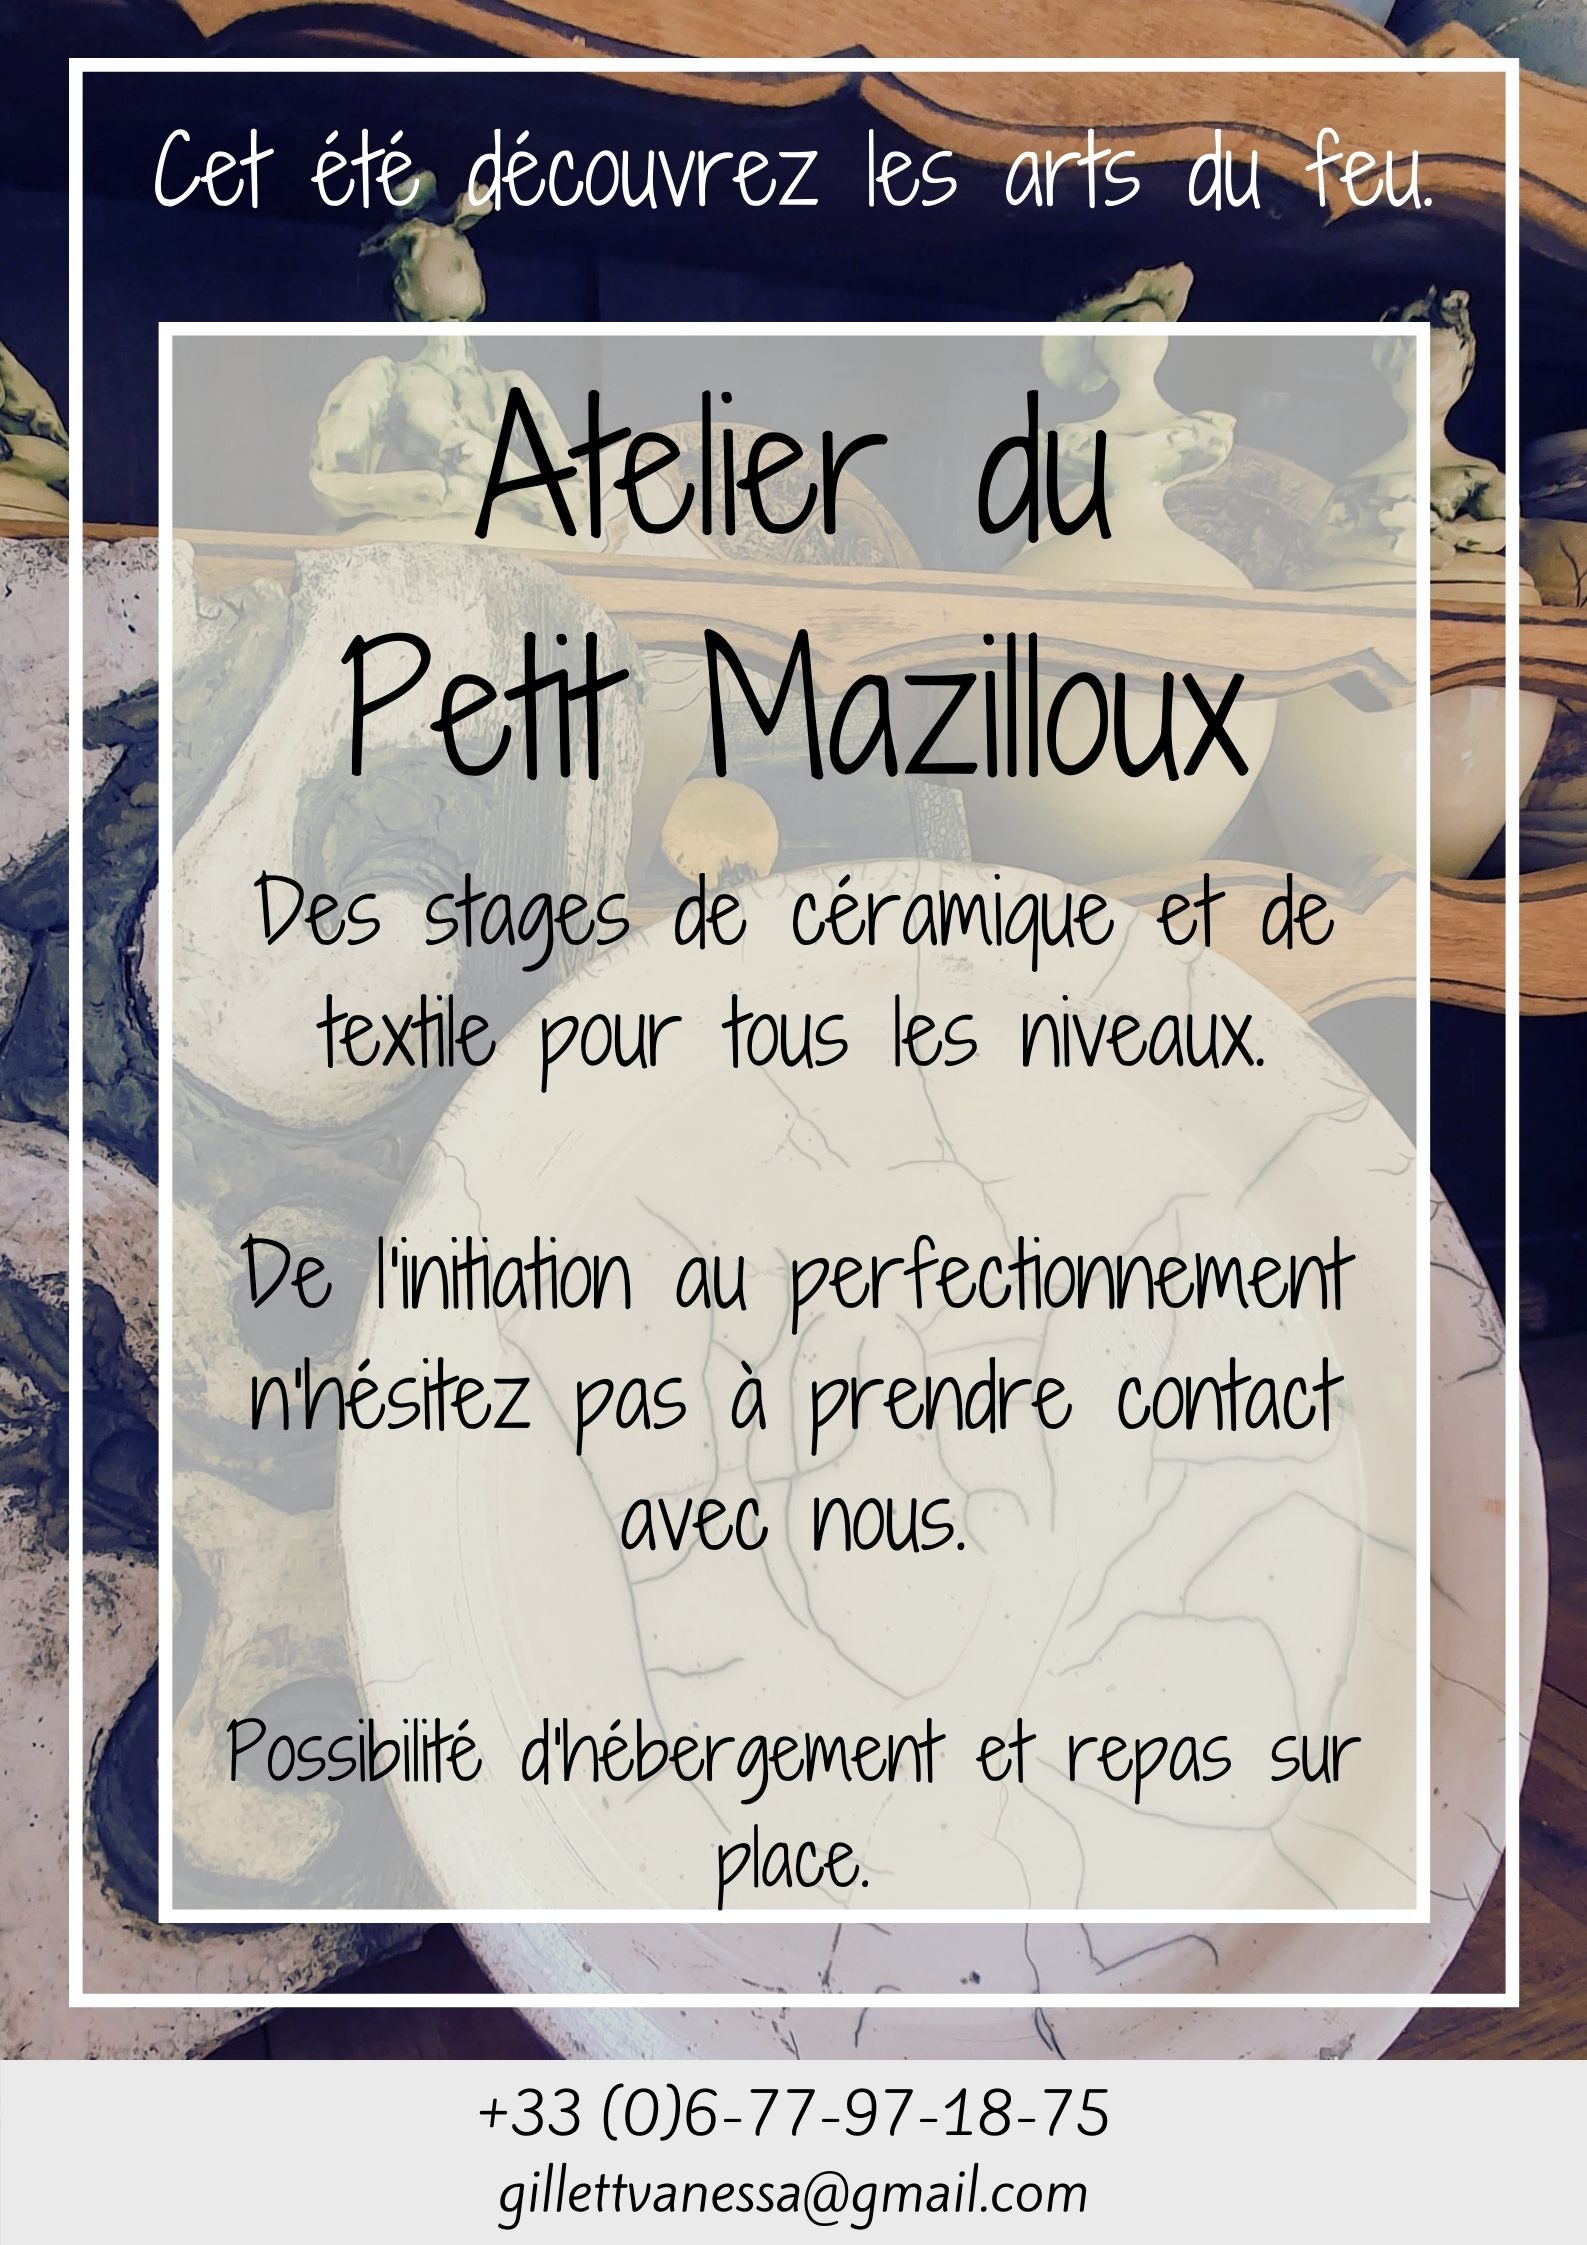 Cet été découvrez les arts du feu.
Atelier du
Petit Mazilloux
Des stages de céramique et de
textile pour tous les niveaux.
De l'initiation au perfectionnement
n'hésitez pas à prendre contact
avec nous.
Possibilité d'hébergement et repas sur
place.
+33 (0)6-77-97-18-75
gillettvanessa@gmail.com